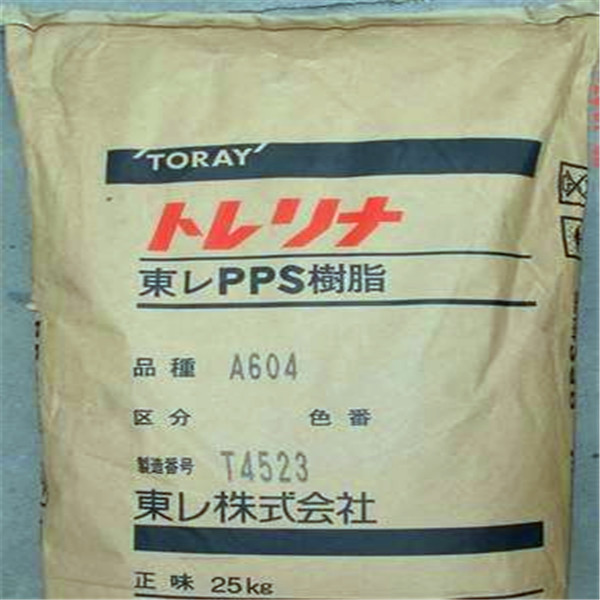 TORAY
トレリナ
東レPPS樹脂
品種 A604
区分 色番
製造番号 T4523
東レ株式会社
正味 25kg